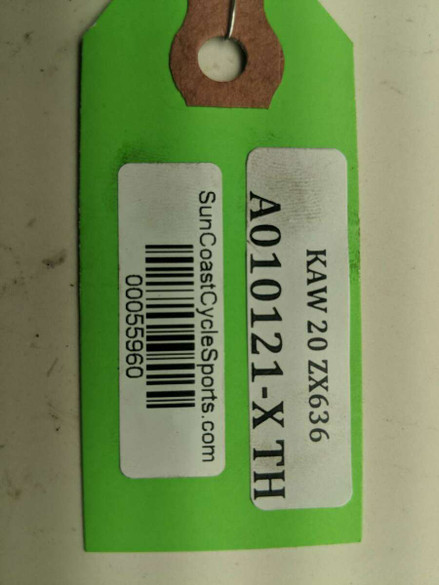 KAW 20 ZX636
A010121-X TH
SunCoastCycleSports.com
00055960